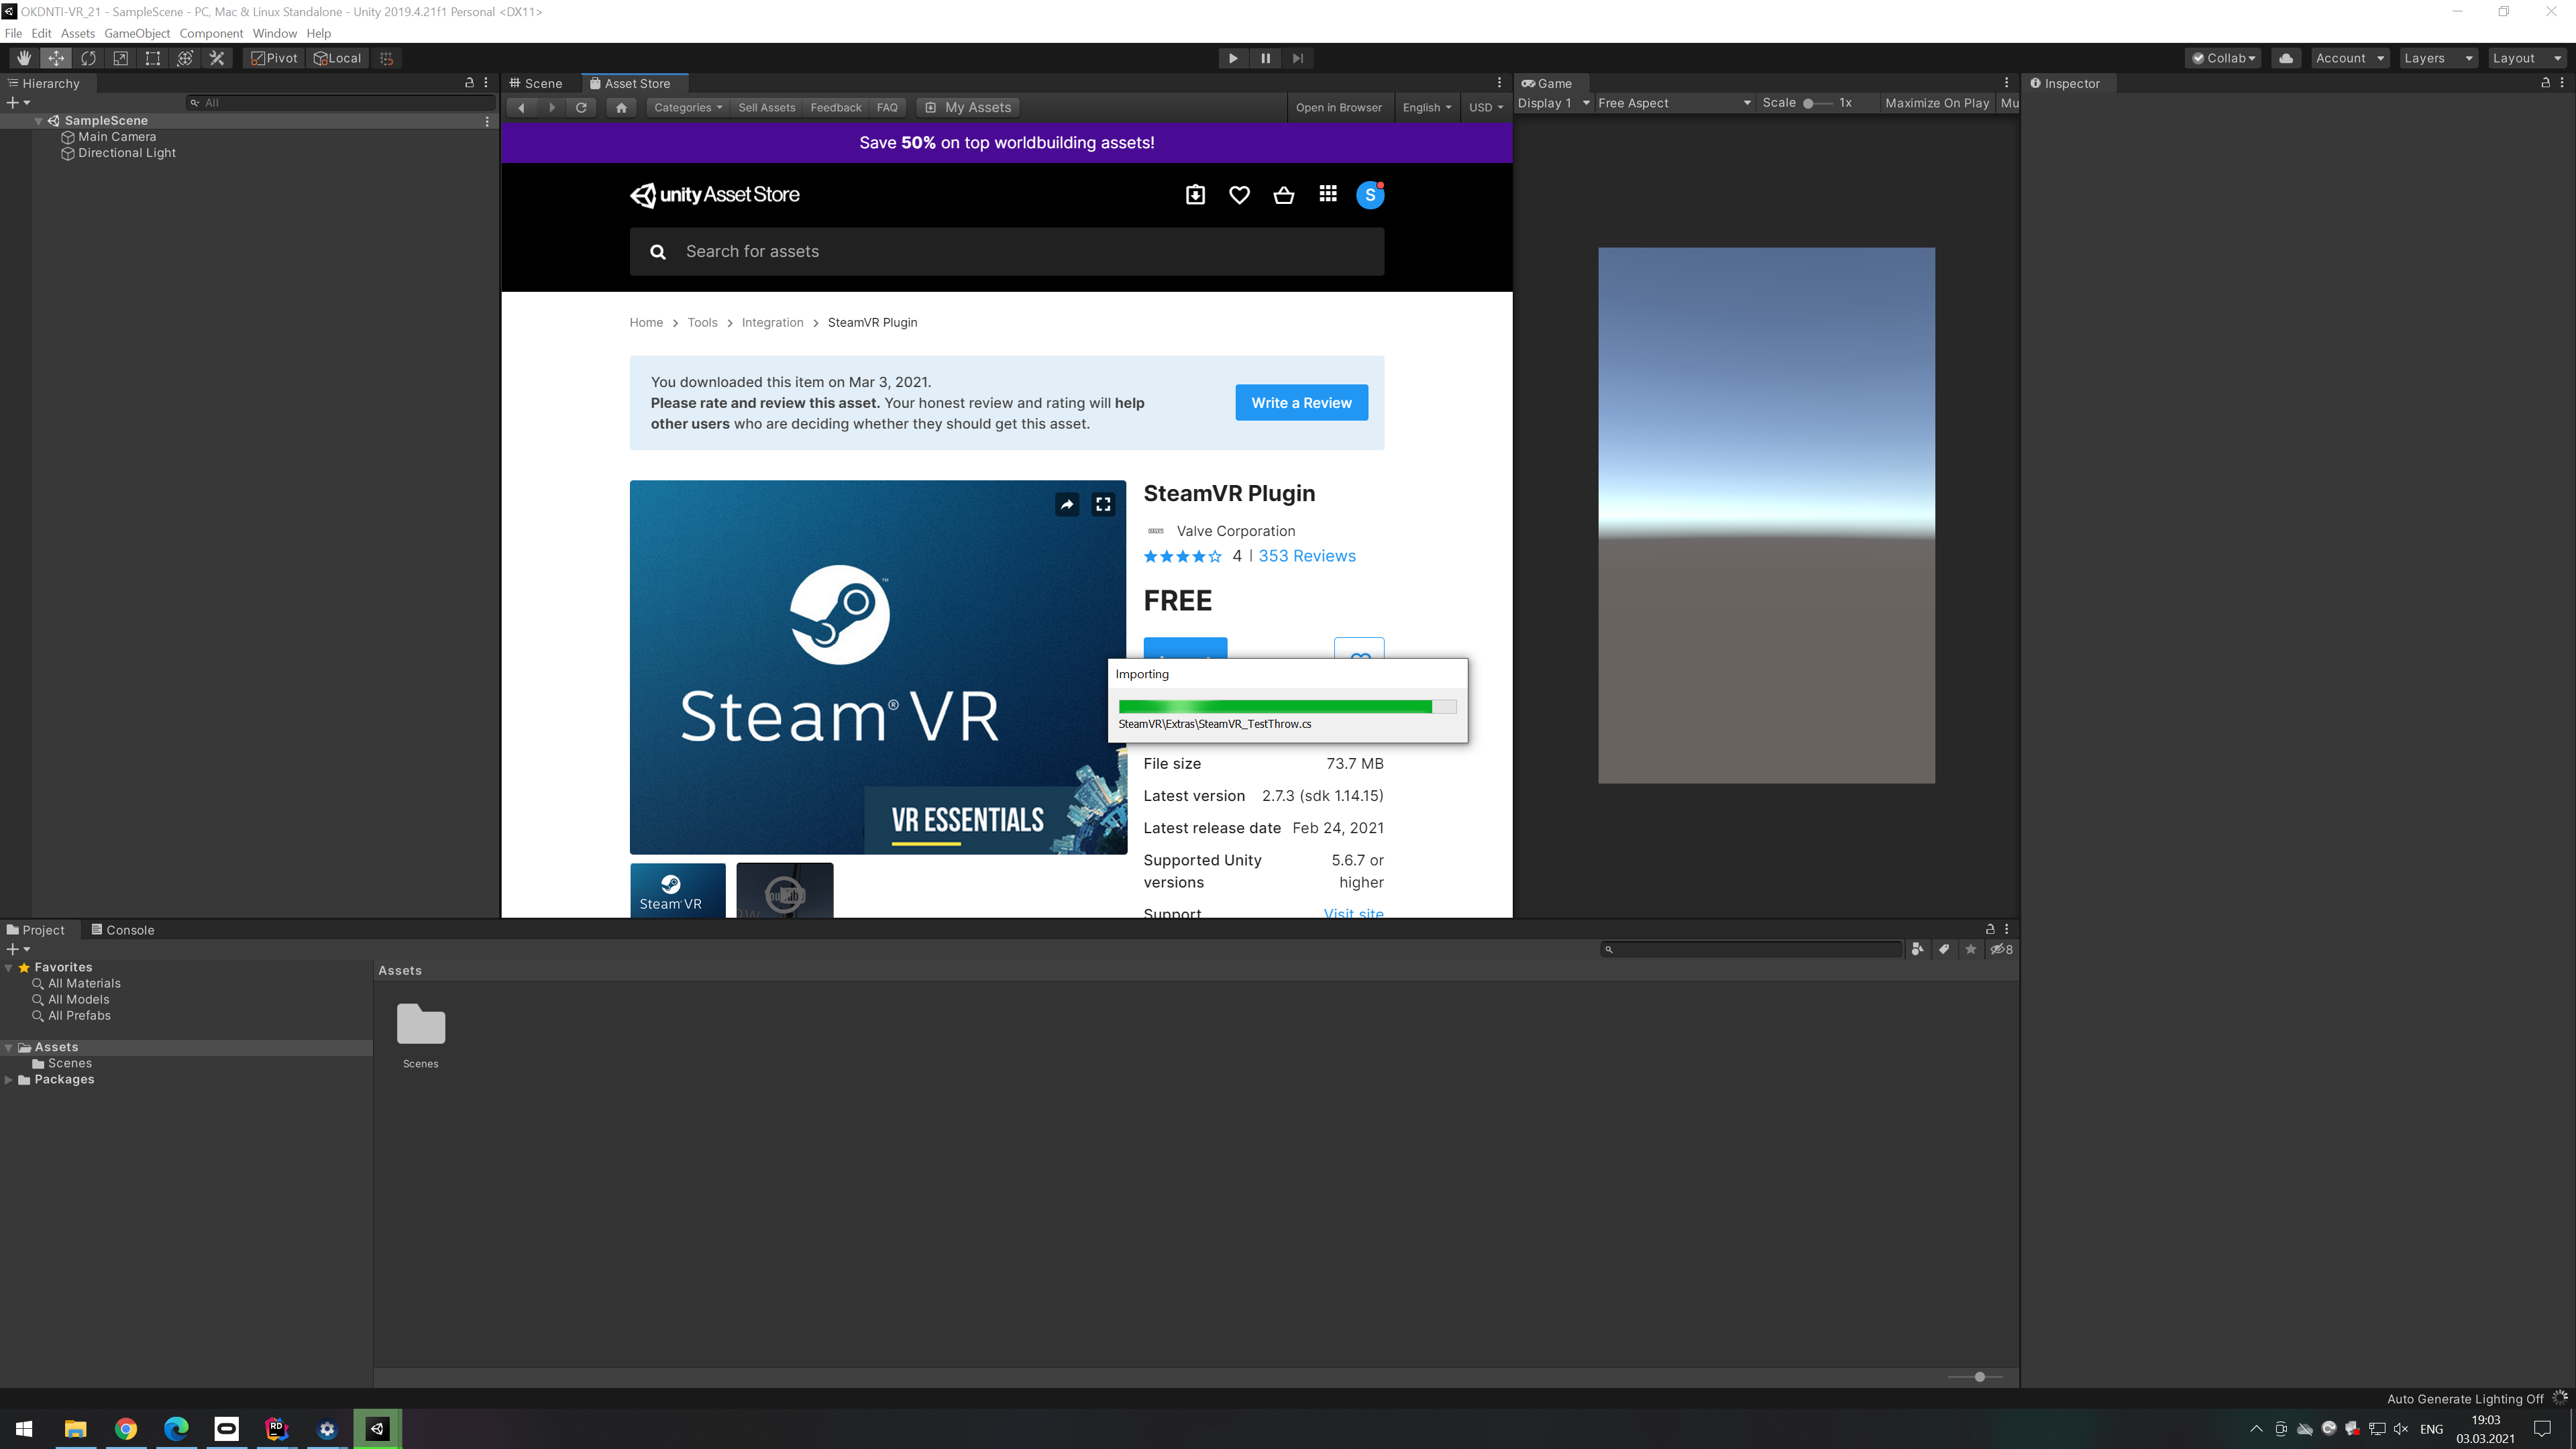 OKDNTI-VR_21 - SampleScene - PC, Mac & Linux Standalone - Unity 2019.4.21f1 Personal <DX11>
File Edit Assets GameObject Component Window Help
Pivot Local
Collab Account Layers Layout
Hierarchy
All
SampleScene
Main Camera
Directional Light
Scene Asset Store
Categories Sell Assets Feedback FAQ My Assets Open in Browser English USD
Save 50% on top worldbuilding assets!
unity Asset Store
S
Search for assets
Home > Tools > Integration > SteamVR Plugin
You downloaded this item on Mar 3, 2021.
Please rate and review this asset. Your honest review and rating will help
other users who are deciding whether they should get this asset.
Write a Review
Steam®VR
™
VR ESSENTIALS
Steam VR
SteamVR Plugin
Valve Corporation
4 | 353 Reviews
FREE
Importing
SteamVR\Extras\SteamVR_TestThrow.cs
File size 73.7 MB
Latest version 2.7.3 (sdk 1.14.15)
Latest release date Feb 24, 2021
Supported Unity 5.6.7 or
versions higher
Support Visit site
Game
Display 1 Free Aspect Scale 1x Maximize On Play Mu
Inspector
Project Console
8
Favorites
All Materials
All Models
All Prefabs
Assets
Scenes
Packages
Assets
Scenes
Auto Generate Lighting Off
RD
ENG
19:03
03.03.2021